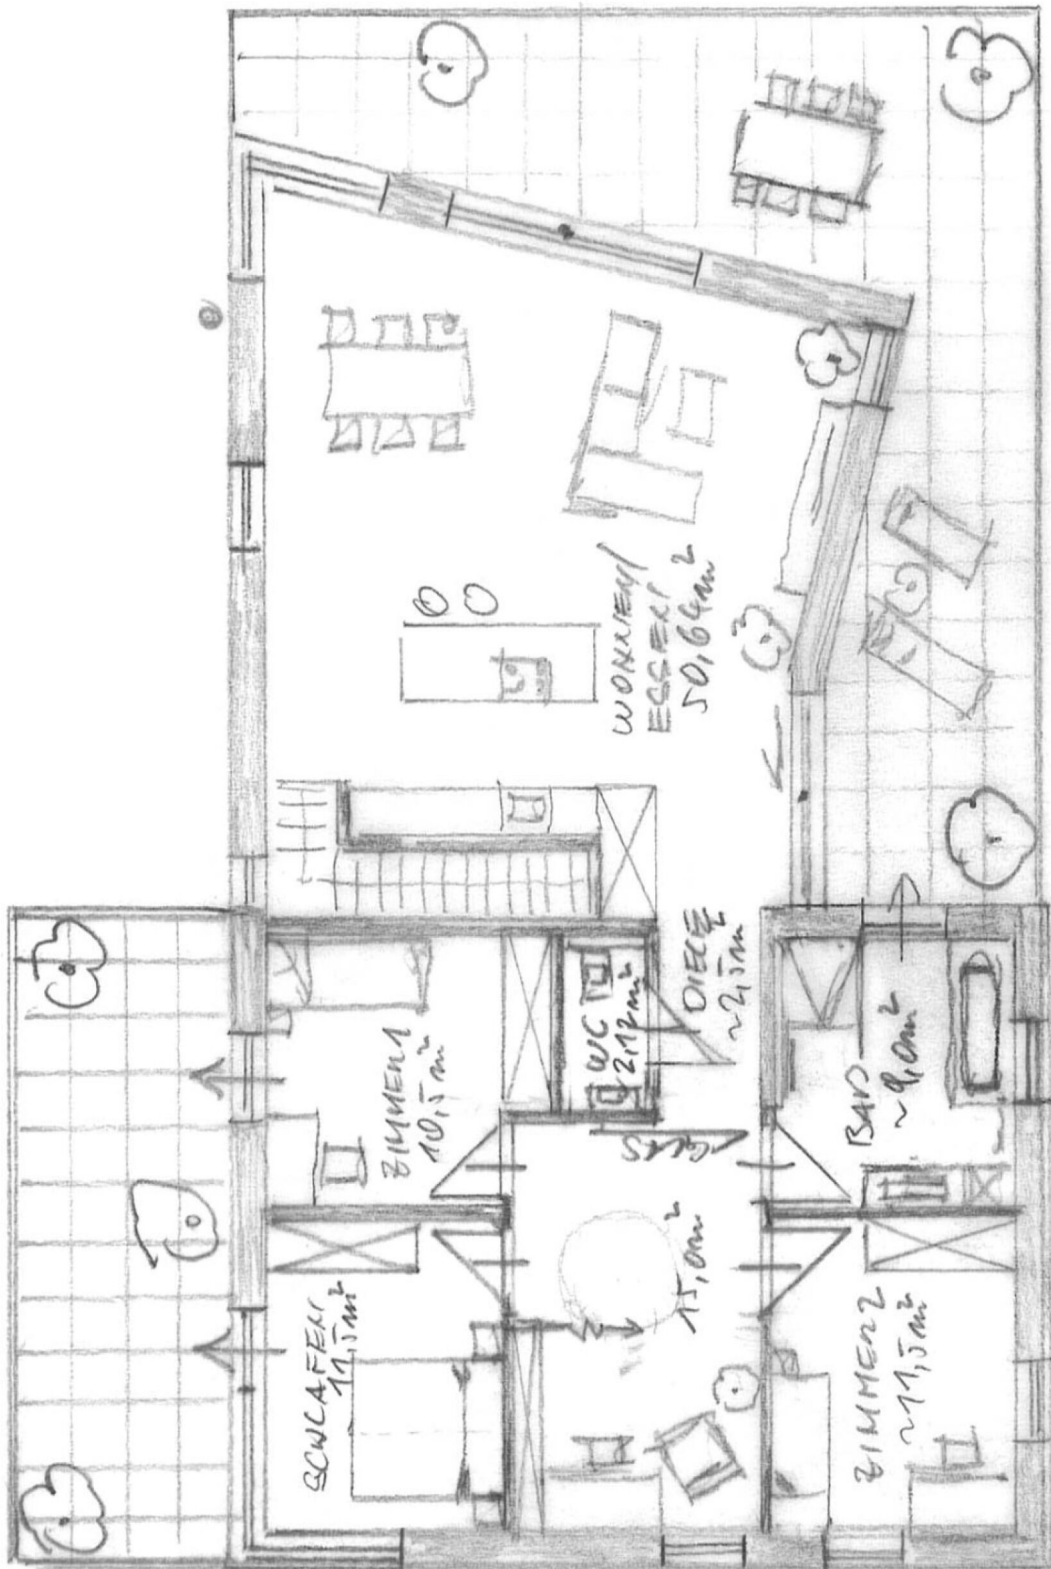 WOHNEN/
ESSEN/
50,64m²
DIELE
~2,5m²
WC
2,12m²
ZIMMER 1
10,5m²
BAD
~9,0m²
15,0m²
SCHLAFEN
11,5m²
ZIMMER 2
~11,5m²